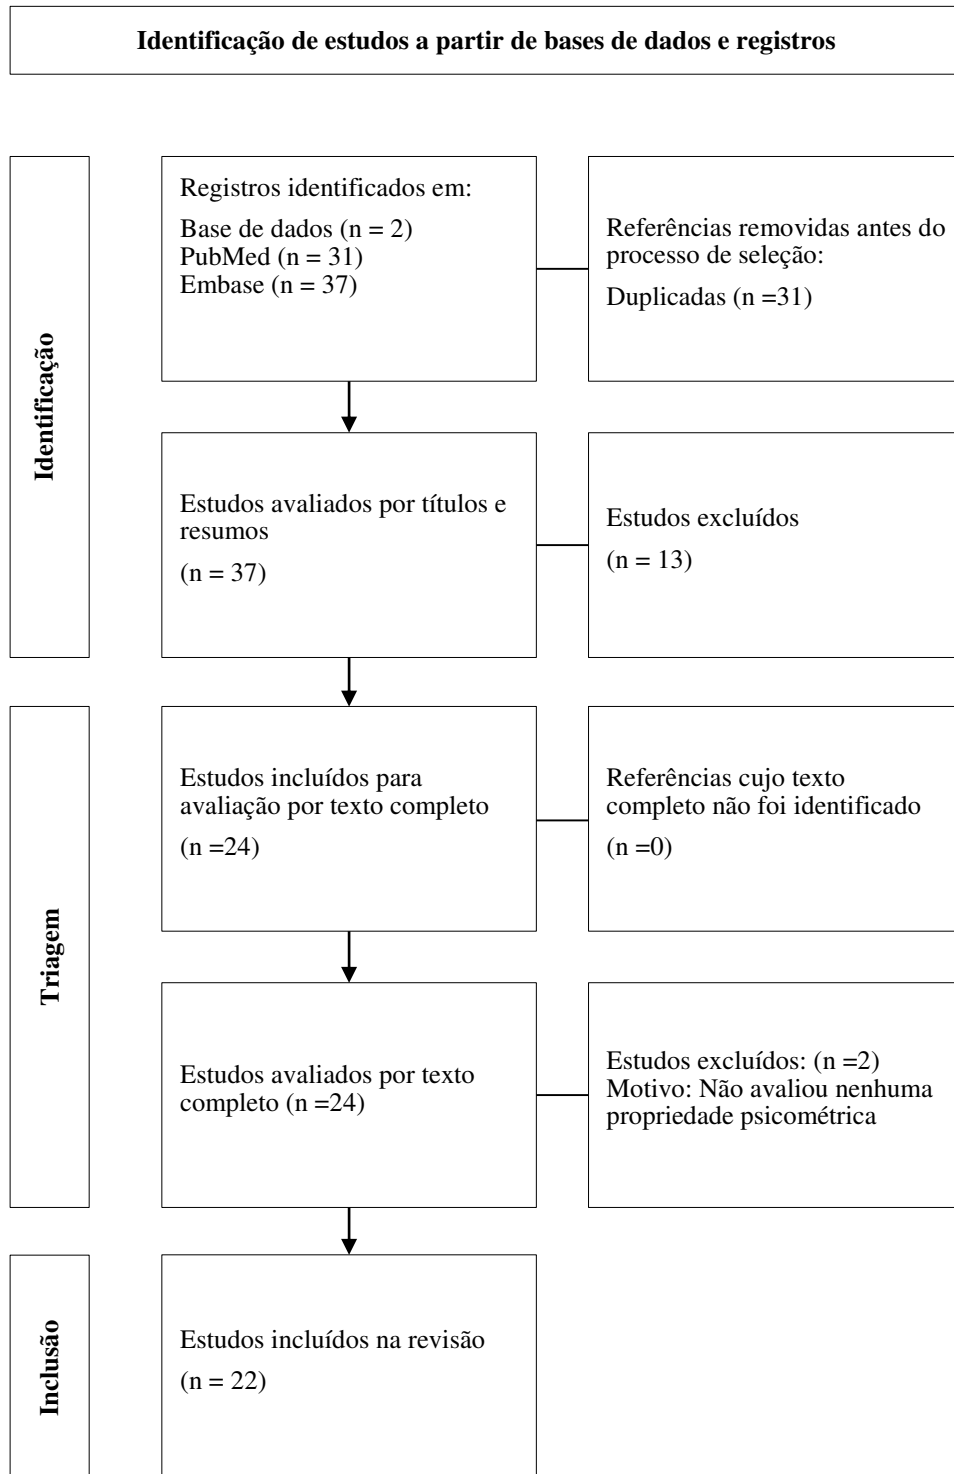 Identificação de estudos a partir de bases de dados e registros
Identificação
Registros identificados em:
Base de dados (n = 2)
PubMed (n = 31)
Embase (n = 37)
Referências removidas antes do
processo de seleção:
Duplicadas (n =31)
Estudos avaliados por títulos e
resumos
(n = 37)
Estudos excluídos
(n = 13)
Triagem
Estudos incluídos para
avaliação por texto completo
(n =24)
Referências cujo texto
completo não foi identificado
(n =0)
Estudos avaliados por texto
completo (n =24)
Estudos excluídos: (n =2)
Motivo: Não avaliou nenhuma
propriedade psicométrica
Inclusão
Estudos incluídos na revisão
(n = 22)